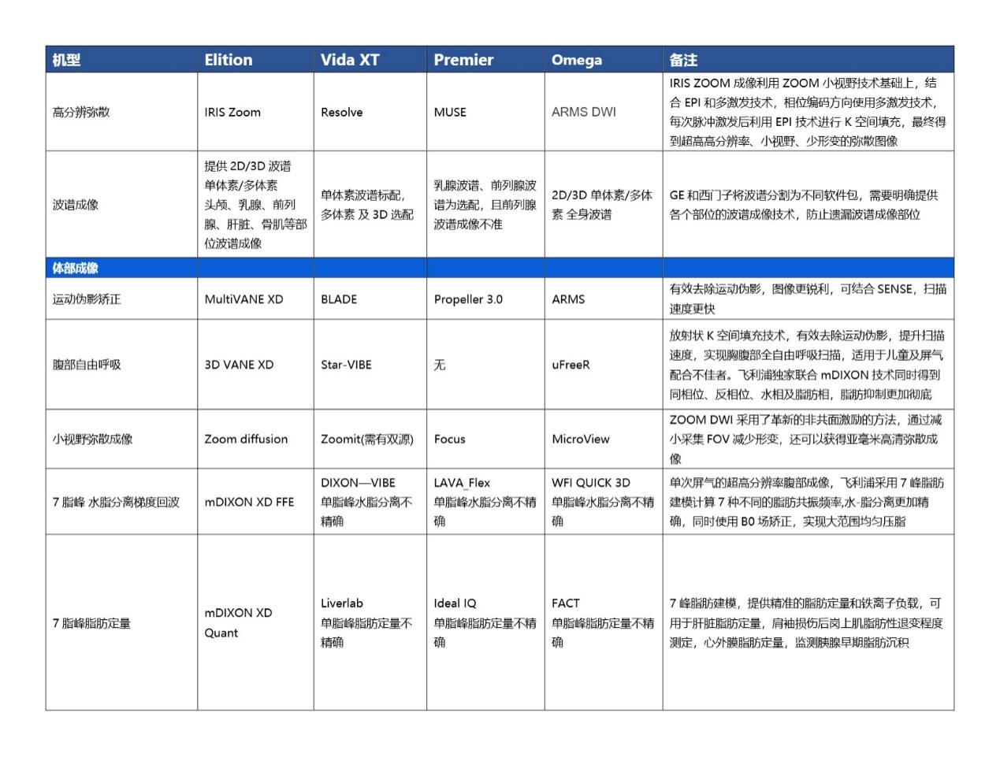 机型
Elition
Vida XT
Premier
Omega
备注
高分辨弥散
IRIS Zoom
Resolve
MUSE
ARMS DWI
IRIS ZOOM 成像利用 ZOOM 小视野技术基础上，结
合 EPI 和多激发技术，相位编码方向使用多激发技术，
每次脉冲激发后利用 EPI 技术进行 K 空间填充，最终得
到超高高分辨率、小视野、少形变的弥散图像
波谱成像
提供 2D/3D 波谱
单体素/多体素
头颅、乳腺、前列
腺、肝脏、骨肌等部
位波谱成像
单体素波谱标配，
多体素 及 3D 选配
乳腺波谱、前列腺波
谱为选配，且前列腺
波谱成像不准
2D/3D 单体素/多体
素 全身波谱
GE 和西门子将波谱分割为不同软件包，需要明确提供
各个部位的波谱成像技术，防止遗漏波谱成像部位
体部成像
运动伪影矫正
MultiVANE XD
BLADE
Propeller 3.0
ARMS
有效去除运动伪影，图像更锐利，可结合 SENSE，扫描
速度更快
腹部自由呼吸
3D VANE XD
Star-VIBE
无
uFreeR
放射状 K 空间填充技术，有效去除运动伪影，提升扫描
速度，实现胸腹部全自由呼吸扫描，适用于儿童及屏气
配合不佳者。飞利浦独家联合 mDIXON 技术同时得到
同相位、反相位、水相及脂肪相，脂肪抑制更加彻底
小视野弥散成像
Zoom diffusion
Zoomit(需有双源)
Focus
MicroView
ZOOM DWI 采用了革新的非共面激励的方法，通过减
小采集 FOV 减少形变，还可以获得亚毫米高清弥散成
像
7 脂峰 水脂分离梯度回波
mDIXON XD FFE
DIXON—VIBE
单脂峰水脂分离不
精确
LAVA_Flex
单脂峰水脂分离不精
确
WFI QUICK 3D
单脂峰水脂分离不精
确
单次屏气的超高分辨率腹部成像，飞利浦采用 7 峰脂肪
建模计算 7 种不同的脂肪共振频率,水-脂分离更加精
确，同时使用 B0 场矫正，实现大范围均匀压脂
7 脂峰脂肪定量
mDIXON XD
Quant
Liverlab
单脂峰脂肪定量不
精确
Ideal IQ
单脂峰脂肪定量不精
确
FACT
单脂峰脂肪定量不精
确
7 峰脂肪建模，提供精准的脂肪定量和铁离子负载，可
用于肝脏脂肪定量，肩袖损伤后岗上肌脂肪性退变程度
测定，心外膜脂肪定量，监测胰腺早期脂肪沉积